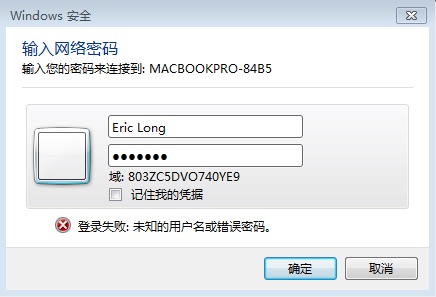 Windows 安全
输入网络密码
输入您的密码来连接到: MACBOOKPRO-84B5
Eric Long
●●●●●●●
域: 803ZC5DVO740YE9
记住我的凭据
登录失败: 未知的用户名或错误密码。
确定
取消